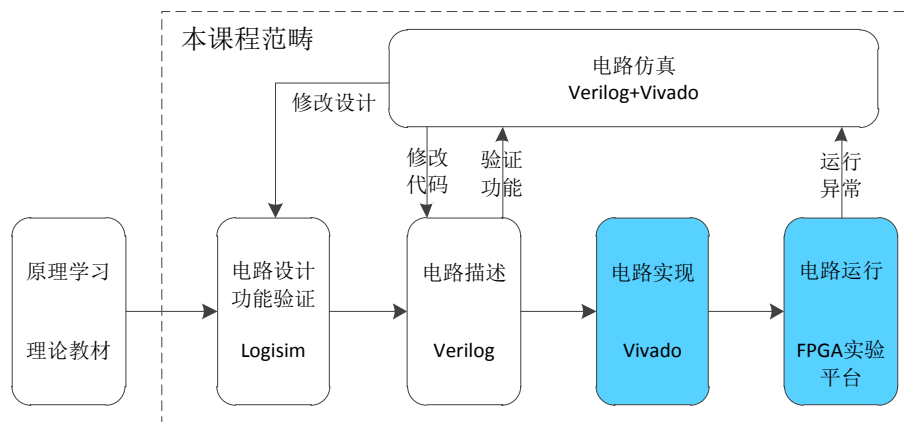 本课程范畴
电路仿真
Verilog+Vivado
修改设计
修改
代码
验证
功能
运行
异常
原理学习
理论教材
电路设计
功能验证
Logisim
电路描述
Verilog
电路实现
Vivado
电路运行
FPGA实验
平台